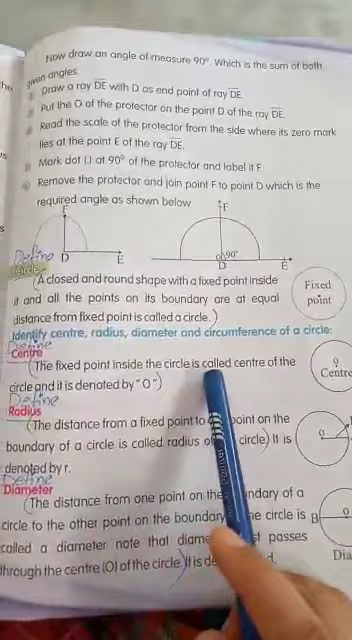 Now draw an angle of measure 90°. Which is the sum of both
given angles.
Draw a ray DE with D as end point of ray DE.
Put the O of the protector on the point D of the ray DE.
Read the scale of the protector from the side where its zero mark
lies at the point E of the ray DE.
Mark dot (.) at 90° of the protector and label it F.
Remove the protector and join point F to point D which is the
required angle as shown below
F
D
E
F
90°
D
E
Define
Circle
(A closed and round shape with a fixed point inside
it and all the points on its boundary are at equal
distance from fixed point is called a circle.)
Fixed
point
Identify centre, radius, diameter and circumference of a circle:
Define
Centre
(The fixed point inside the circle is called centre of the
circle and it is denoted by "O")
Centre
Define
Radius
(The distance from a fixed point to point on the
boundary of a circle is called radius circle) It is
denoted by r.
Define
Diameter
(The distance from one point on the boundary of a
circle to the other point on the boundary circle is
called a diameter note that passes
through the centre (O) of the circle) It is
B
O
Dia